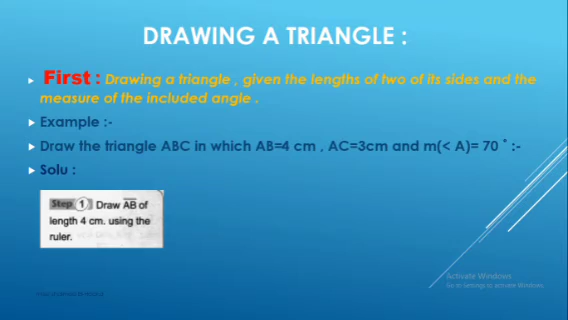 DRAWING A TRIANGLE :
First : Drawing a triangle , given the lengths of two of its sides and the
measure of the included angle .
Example :-
Draw the triangle ABC in which AB=4 cm , AC=3cm and m(< A)= 70 ˚ :-
Solu :
Step 1 Draw AB of
length 4 cm. using the
ruler.
Activate Windows
Go to Settings to activate Windows.